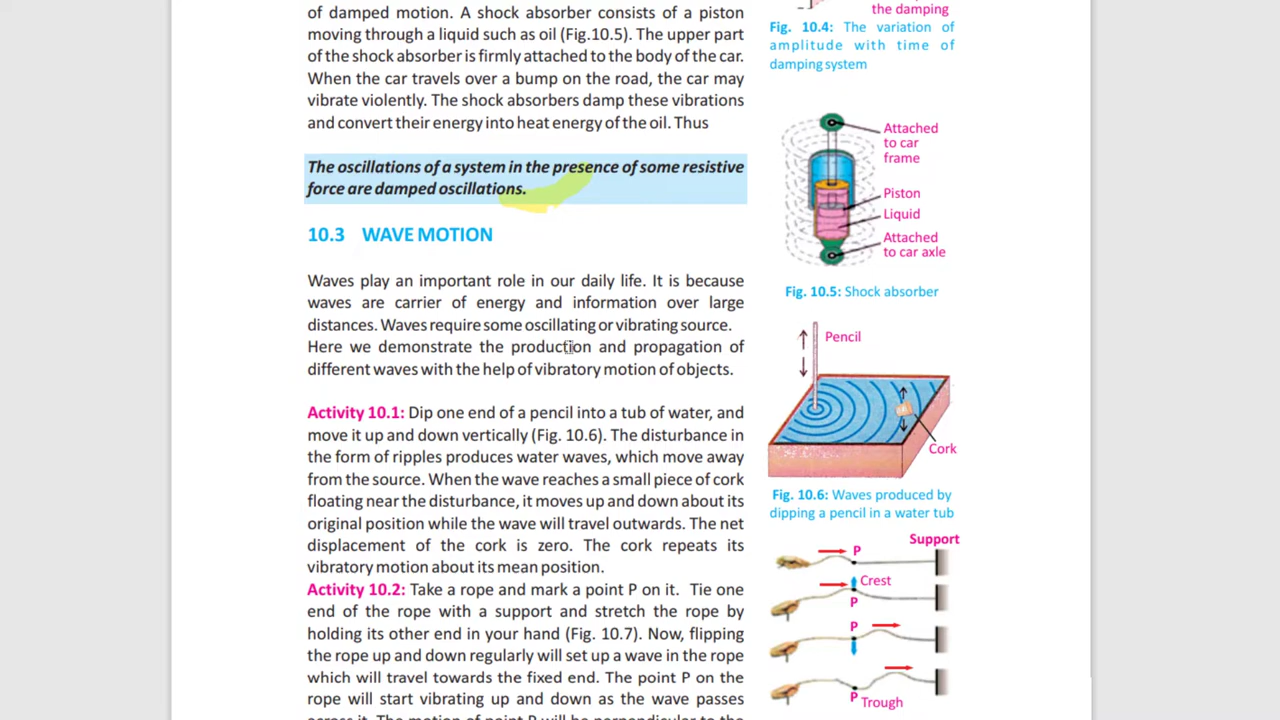 of damped motion. A shock absorber consists of a piston
moving through a liquid such as oil (Fig.10.5). The upper part
of the shock absorber is firmly attached to the body of the car.
When the car travels over a bump on the road, the car may
vibrate violently. The shock absorbers damp these vibrations
and convert their energy into heat energy of the oil. Thus
The oscillations of a system in the presence of some resistive
force are damped oscillations.
10.3 WAVE MOTION
Waves play an important role in our daily life. It is because
waves are carrier of energy and information over large
distances. Waves require some oscillating or vibrating source.
Here we demonstrate the production and propagation of
different waves with the help of vibratory motion of objects.
Activity 10.1: Dip one end of a pencil into a tub of water, and
move it up and down vertically (Fig. 10.6). The disturbance in
the form of ripples produces water waves, which move away
from the source. When the wave reaches a small piece of cork
floating near the disturbance, it moves up and down about its
original position while the wave will travel outwards. The net
displacement of the cork is zero. The cork repeats its
vibratory motion about its mean position.
Activity 10.2: Take a rope and mark a point P on it. Tie one
end of the rope with a support and stretch the rope by
holding its other end in your hand (Fig. 10.7). Now, flipping
the rope up and down regularly will set up a wave in the rope
which will travel towards the fixed end. The point P on the
rope will start vibrating up and down as the wave passes
across it. The motion of point P will be perpendicular to the
the damping
Fig. 10.4: The variation of
amplitude with time of
damping system
Attached
to car
frame
Piston
Liquid
Attached
to car axle
Fig. 10.5: Shock absorber
Pencil
Cork
Fig. 10.6: Waves produced by
dipping a pencil in a water tub
Support
P
Crest
P
P
P
Trough